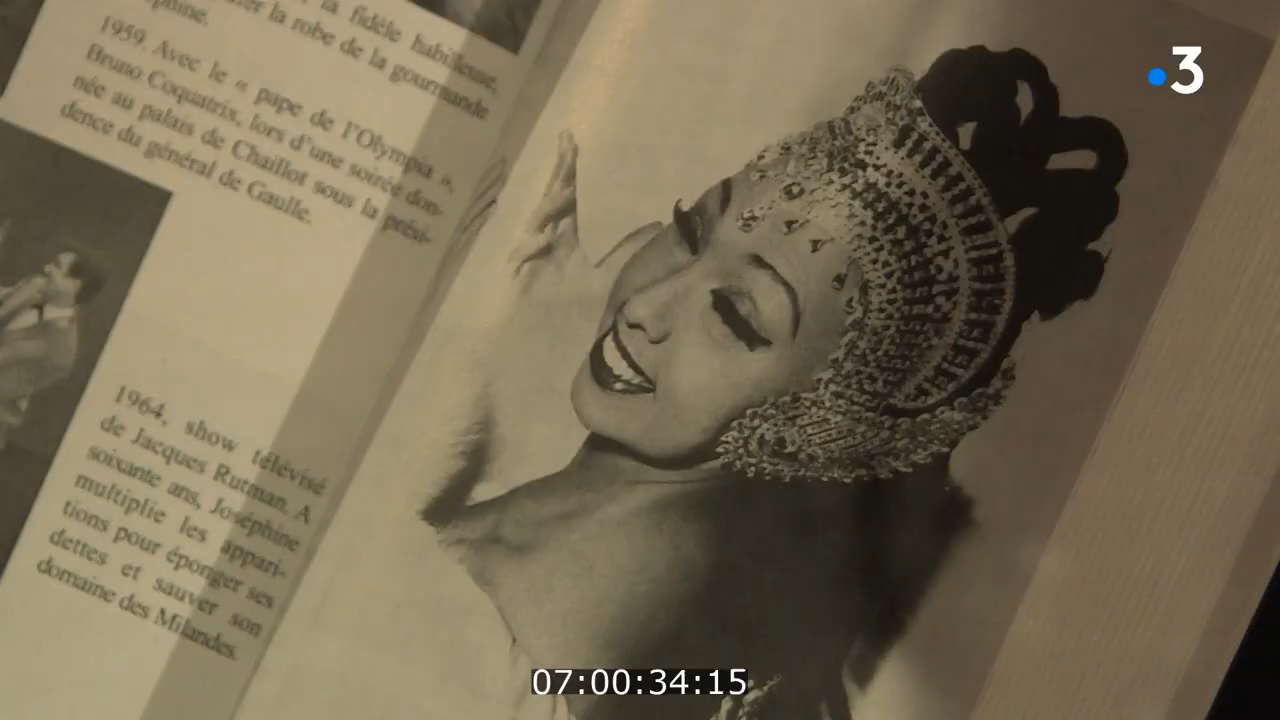 la fidèle habilleuse,
la robe de la gourmande
1959. Avec le « pape de l'Olympia »,
Bruno Coquatrix, lors d'une soirée don-
née au palais de Chaillot sous la prési-
dence du général de Gaulle.
1964, show télévisé
de Jacques Rutman. A
soixante ans, Joséphine
multiplie les appari-
tions pour éponger ses
dettes et sauver son
domaine des Milandes.
3
07:00:34:15